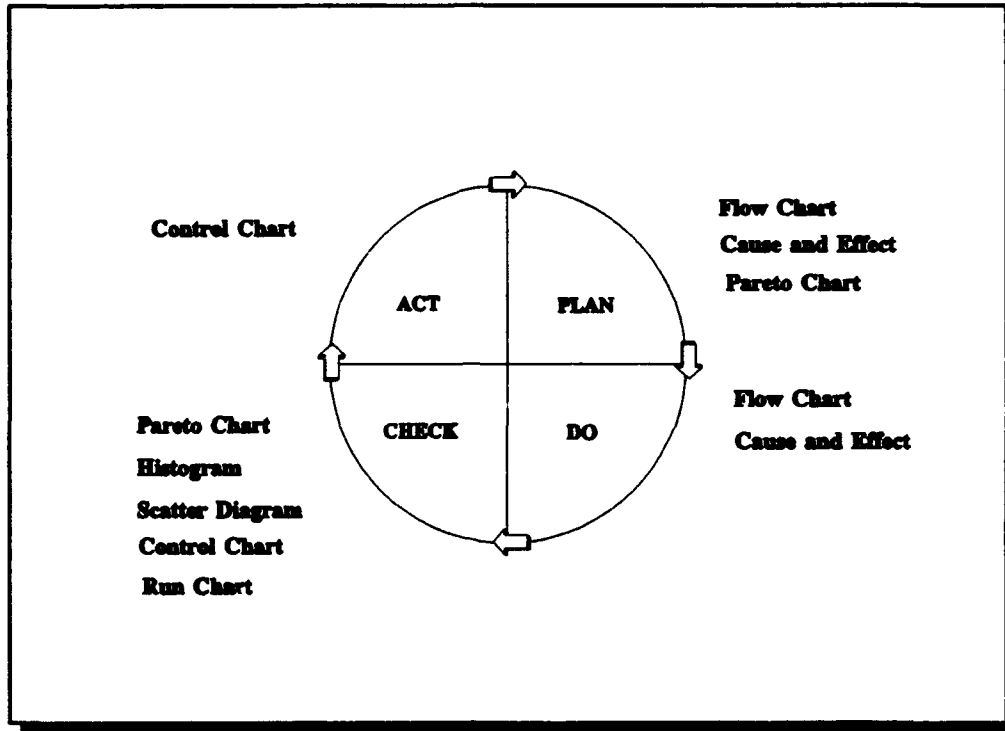 Control Chart
Flow Chart
Cause and Effect
Pareto Chart
ACT
PLAN
CHECK
DO
Flow Chart
Cause and Effect
Pareto Chart
Histogram
Scatter Diagram
Control Chart
Run Chart